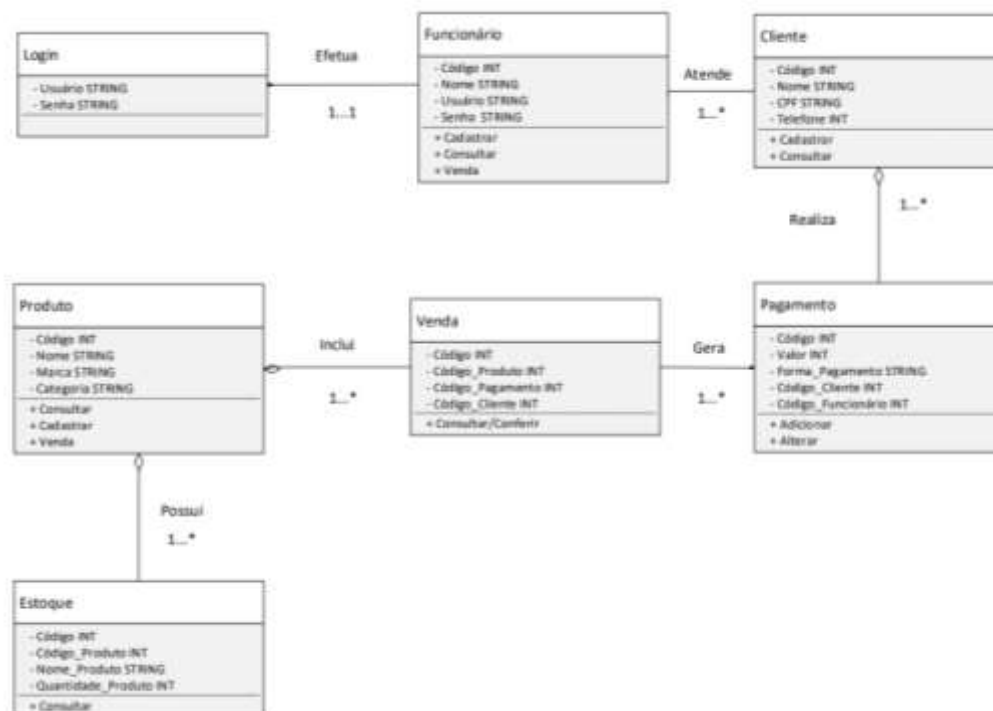 Login
- Usuário STRING
- Senha STRING
Efetua
1...1
Funcionário
- Código INT
- Nome STRING
- Usuário STRING
- Senha STRING
+ Cadastrar
+ Consultar
+ Venda
Atende
1...*
Cliente
- Código INT
- Nome STRING
- CPF STRING
- Telefone INT
+ Cadastrar
+ Consultar
Realiza
1...*
Produto
- Código INT
- Nome STRING
- Marca STRING
- Categoria STRING
+ Consultar
+ Cadastrar
+ Venda
Inclui
1...*
Venda
- Código INT
- Código_Produto INT
- Código_Pagamento INT
- Código_Cliente INT
+ Consultar/Conferir
Gera
1...*
Pagamento
- Código INT
- Valor INT
- Forma_Pagamento STRING
- Código_Cliente INT
- Código_Funcionário INT
+ Adicionar
+ Alterar
Possui
1...*
Estoque
- Código INT
- Código_Produto INT
- Nome_Produto STRING
- Quantidade_Produto INT
+ Consultar